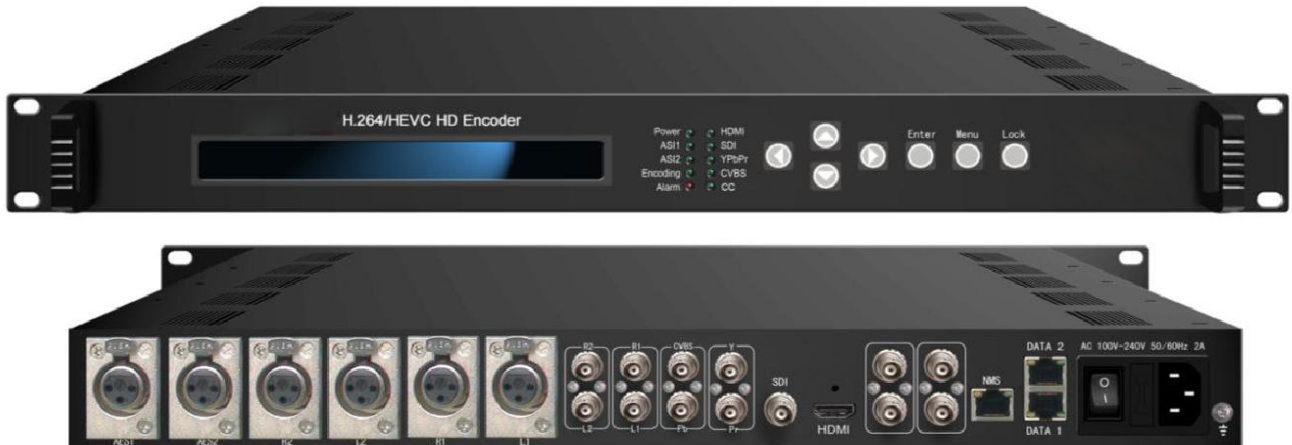 H.264/HEVC HD Encoder
Power HDMI
ASI1 SDI
ASI2 YPbPr
Encoding CVBS
Alarm CC
Enter Menu Lock
R2 R1 CVBS Y
DATA 2
AC 100V~240V 50/60Hz 2A
SDI
NMS
HDMI
L2 L1 Pb Pr
DATA 1
AES1 AES2 R2 L2 R1 L1